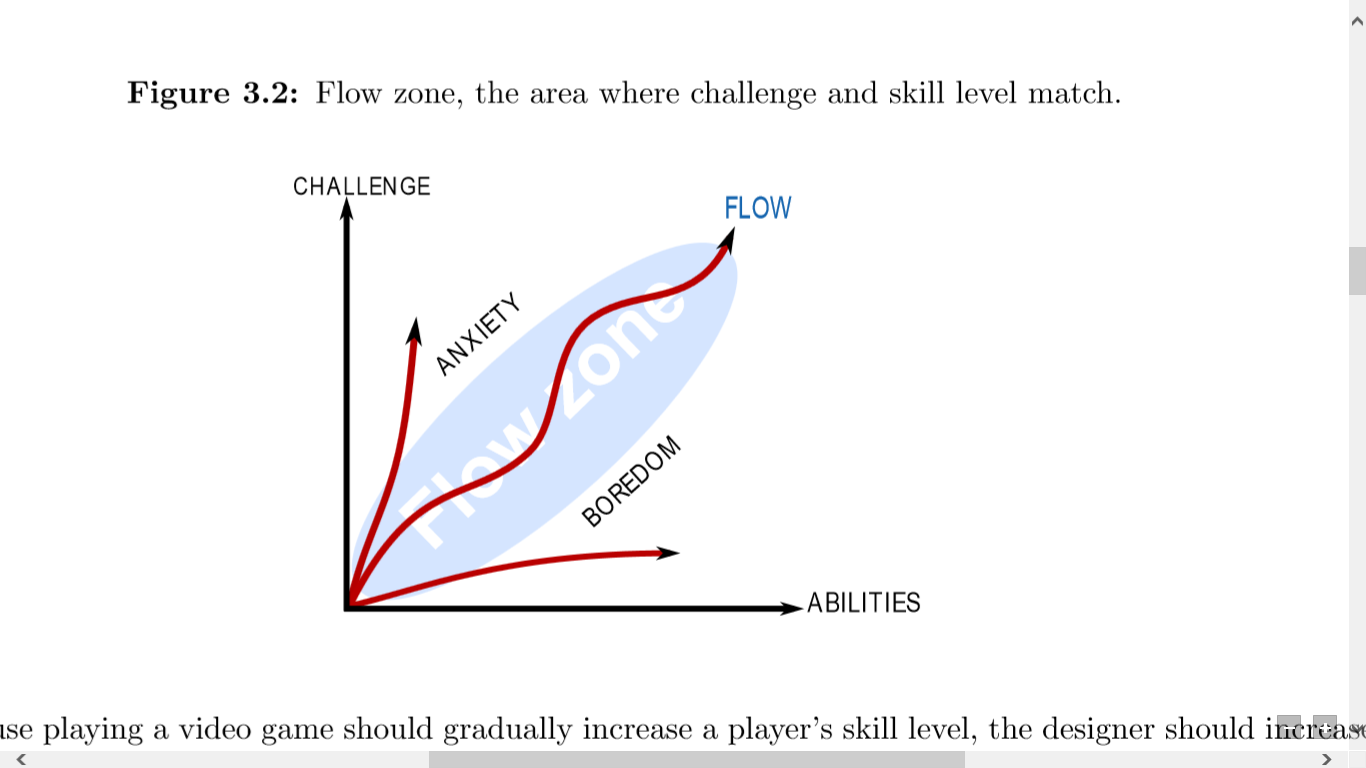 Figure 3.2: Flow zone, the area where challenge and skill level match.
CHALLENGE
FLOW
ANXIETY
Flow zone
BOREDOM
ABILITIES
playing a video game should gradually increase a player's skill level, the designer should